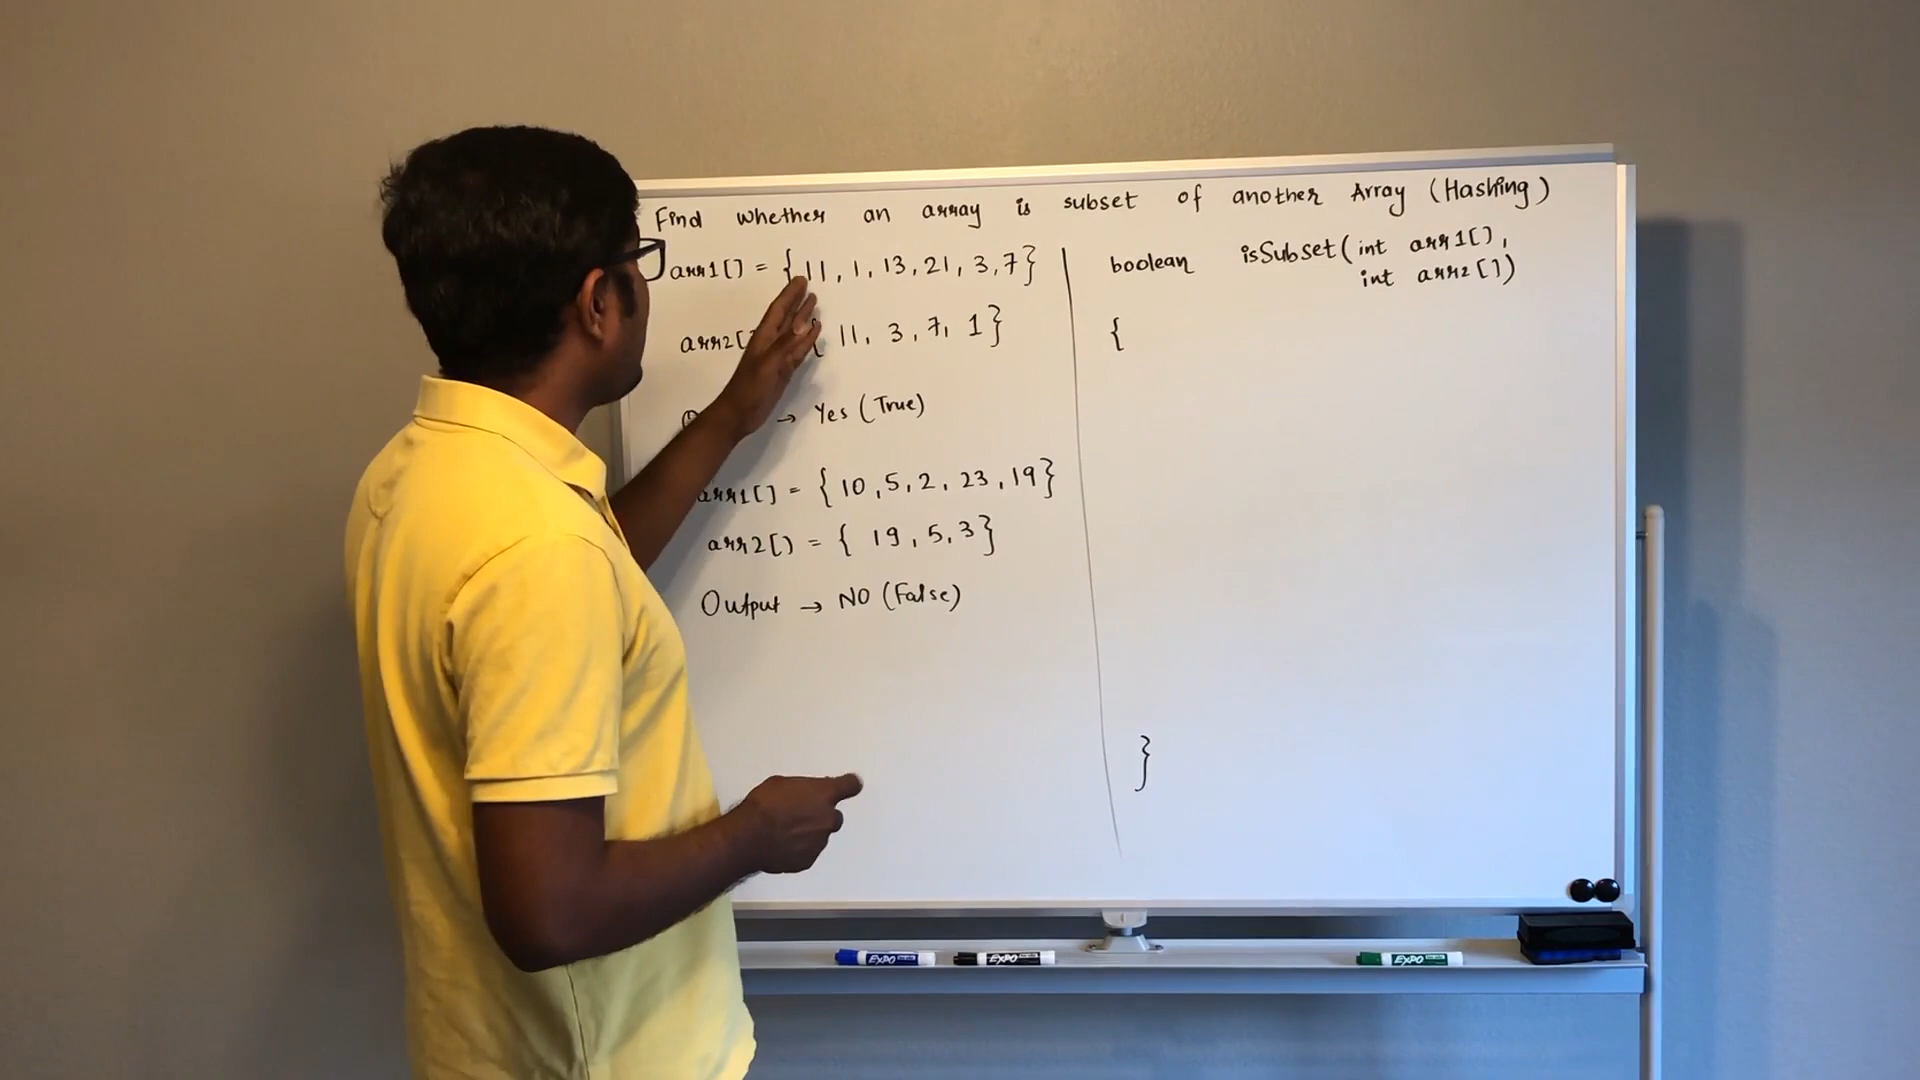 Find whether an array is subset of another Array (Hashing)
arr1[] = {11, 1, 13, 21, 3, 7}
arr2[ { 11, 3, 7, 1}
→ Yes (True)
arr1[] = {10, 5, 2, 23, 19}
arr2[] = { 19, 5, 3}
Output → NO (False)
boolean isSubset(int arr1[],
int arr2[])
{
}
EXPO
EXPO
EXPO